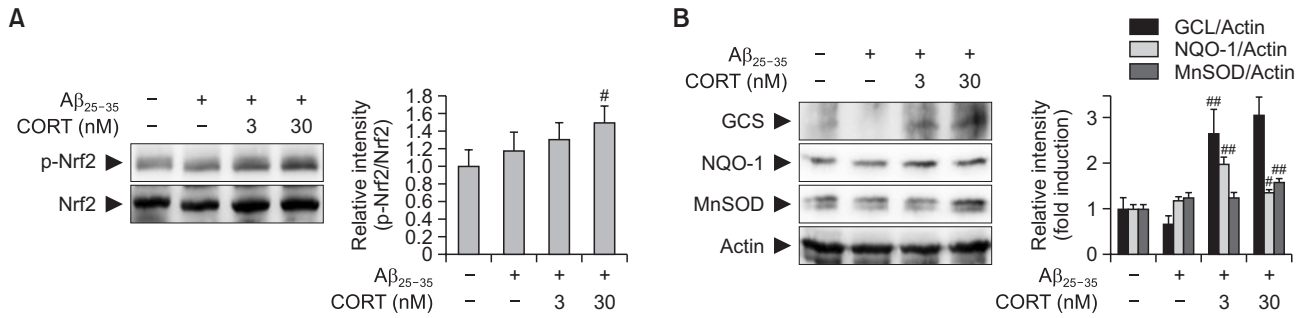 A
Aβ25-35 – + + +
CORT (nM) – – 3 30
p-Nrf2
Nrf2
Relative intensity
(p-Nrf2/Nrf2)
1.8
1.6
1.4
1.2
1.0
0.8
0.6
0.4
0.2
0
#
Aβ25-35 – + + +
CORT (nM) – – 3 30
B
Aβ25-35 – + + +
CORT (nM) – – 3 30
GCS
NQO-1
MnSOD
Actin
GCL/Actin
NQO-1/Actin
MnSOD/Actin
Relative intensity
(fold induction)
3
2
1
0
##
##
#
##
Aβ25-35 – + + +
CORT (nM) – – 3 30